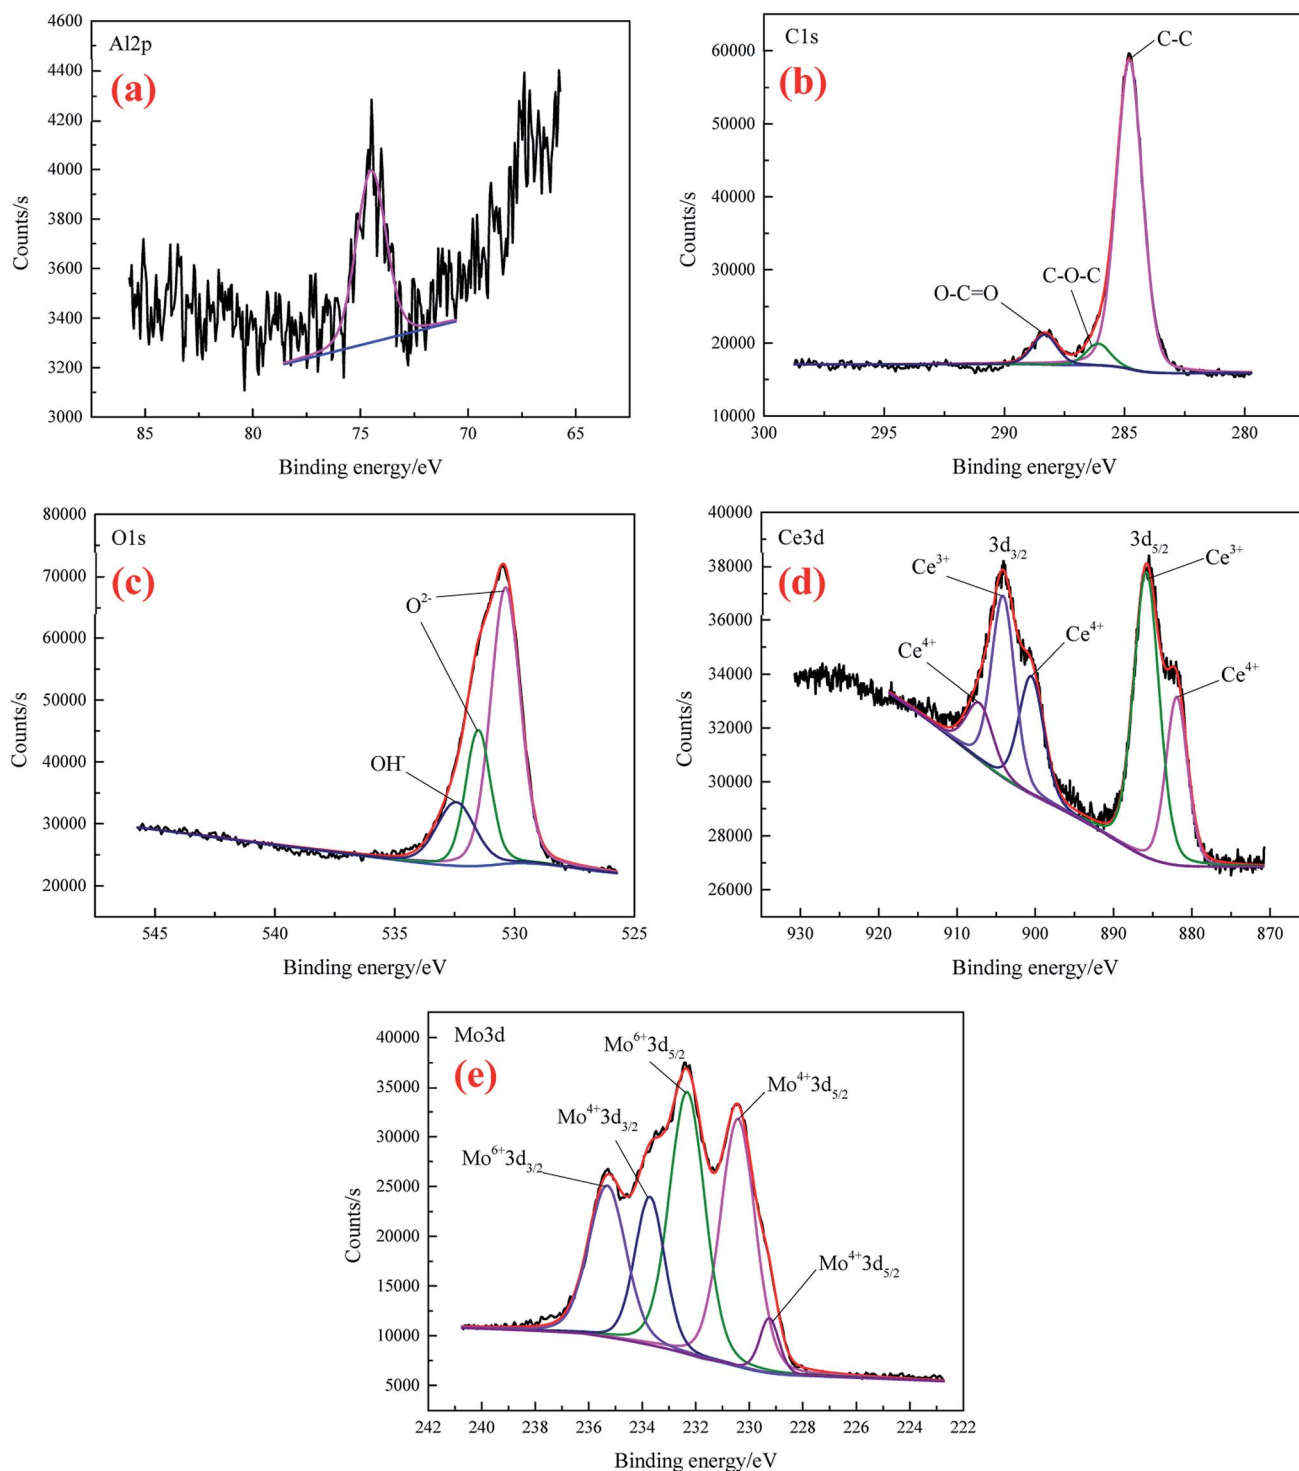 Al2p
(a)
Counts/s
4600
4400
4200
4000
3800
3600
3400
3200
3000
85 80 75 70 65
Binding energy/eV
C1s
(b)
C-C
C-O-C
O-C=O
Counts/s
60000
50000
40000
30000
20000
10000
300 295 290 285 280
Binding energy/eV
O1s
(c)
O²⁻
OH⁻
Counts/s
80000
70000
60000
50000
40000
30000
20000
545 540 535 530 525
Binding energy/eV
Ce3d
(d)
3d₃/₂
3d₅/₂
Ce³⁺
Ce³⁺
Ce⁴⁺
Ce⁴⁺
Ce⁴⁺
Counts/s
40000
38000
36000
34000
32000
30000
28000
26000
930 920 910 900 890 880 870
Binding energy/eV
Mo3d
(e)
Mo⁶⁺3d₅/₂
Mo⁴⁺3d₅/₂
Mo⁴⁺3d₃/₂
Mo⁶⁺3d₃/₂
Mo⁴⁺3d₅/₂
Counts/s
40000
35000
30000
25000
20000
15000
10000
5000
242 240 238 236 234 232 230 228 226 224 222
Binding energy/eV